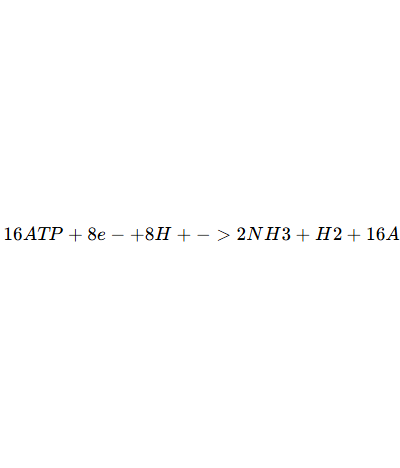 16ATP + 8e − +8H + − > 2NH3 + H2 + 16A